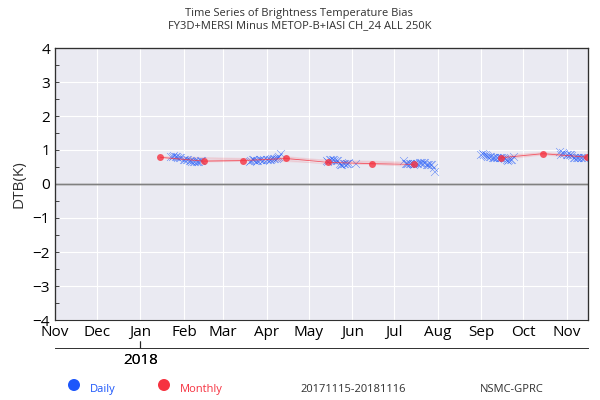 Time Series of Brightness Temperature Bias
FY3D+MERSI Minus METOP-B+IASI CH_24 ALL 250K
DTB(K)
4
3
2
1
0
−1
−2
−3
−4
Nov Dec Jan Feb Mar Apr May Jun Jul Aug Sep Oct Nov
2018
Daily Monthly 20171115-20181116 NSMC-GPRC